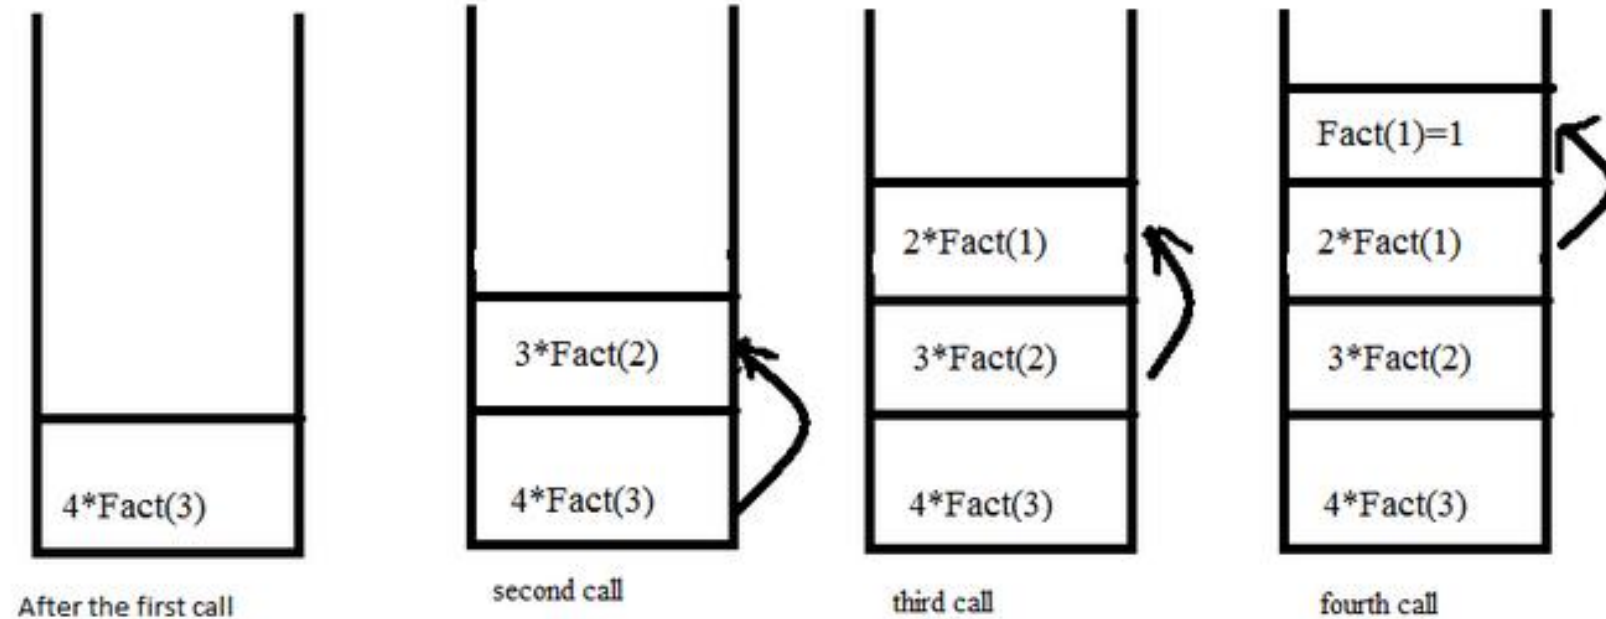 4*Fact(3)
After the first call
3*Fact(2)
4*Fact(3)
second call
2*Fact(1)
3*Fact(2)
4*Fact(3)
third call
Fact(1)=1
2*Fact(1)
3*Fact(2)
4*Fact(3)
fourth call